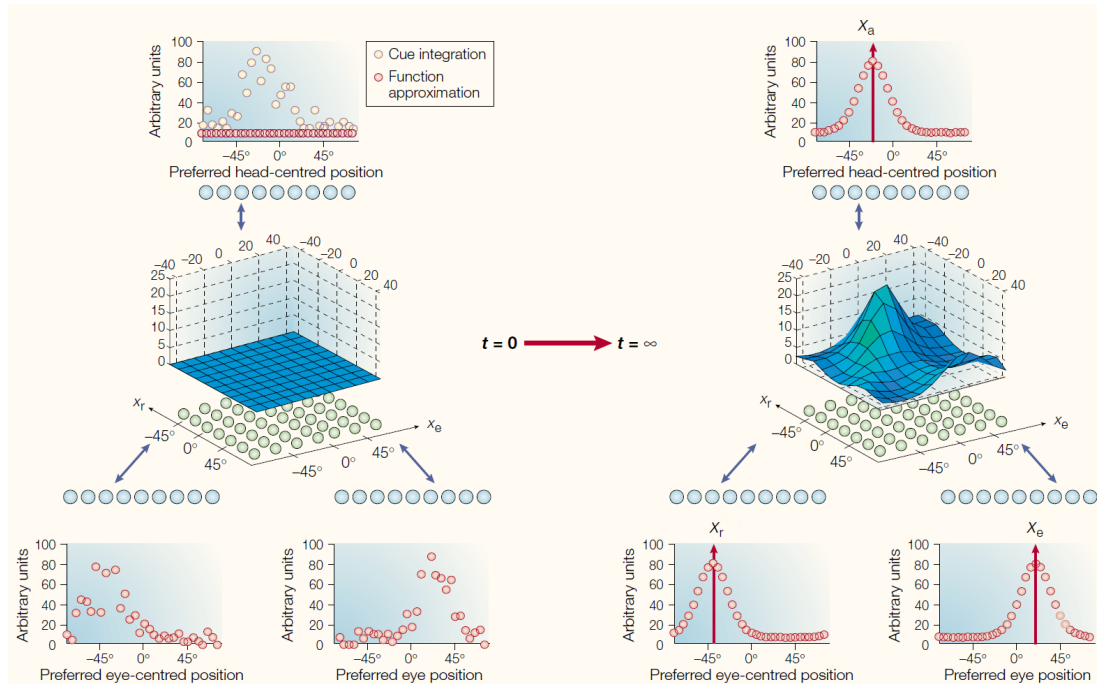 100
80
60
40
20
0
Arbitrary units
−45° 0° 45°
Preferred head-centred position
Cue integration
Function
approximation
−40 −20 0 20 40
−40 −20 0 20 40
25
20
15
10
5
0
x_r
−45°
0°
45°
x_e
−45°
0°
45°
100
80
60
40
20
0
Arbitrary units
−45° 0° 45°
Preferred eye-centred position
100
80
60
40
20
0
Arbitrary units
−45° 0° 45°
Preferred eye position
t = 0 t = ∞
X_a
100
80
60
40
20
0
Arbitrary units
−45° 0° 45°
Preferred head-centred position
−40 −20 0 20 40
−40 −20 0 20 40
25
20
15
10
5
0
x_r
−45°
0°
45°
x_e
−45°
0°
45°
X_r
100
80
60
40
20
0
Arbitrary units
−45° 0° 45°
Preferred eye-centred position
X_e
100
80
60
40
20
0
Arbitrary units
−45° 0° 45°
Preferred eye position